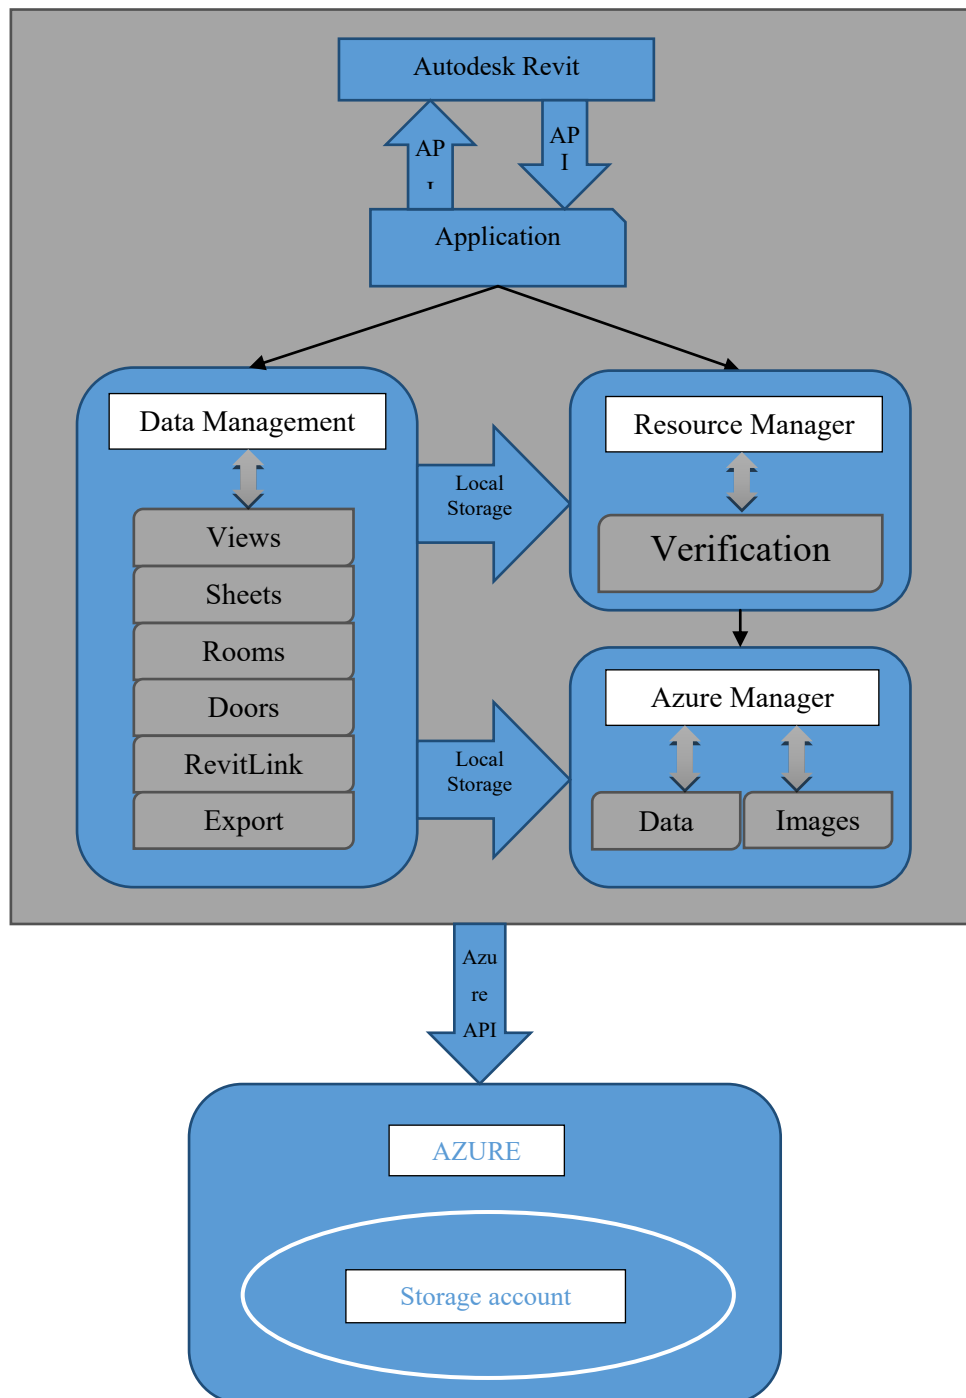 Autodesk Revit
AP
I
AP
I
Application
Data Management
Resource Manager
Local
Storage
Views
Verification
Sheets
Rooms
Azure Manager
Doors
RevitLink
Local
Storage
Export
Data
Images
Azu
re
API
AZURE
Storage account